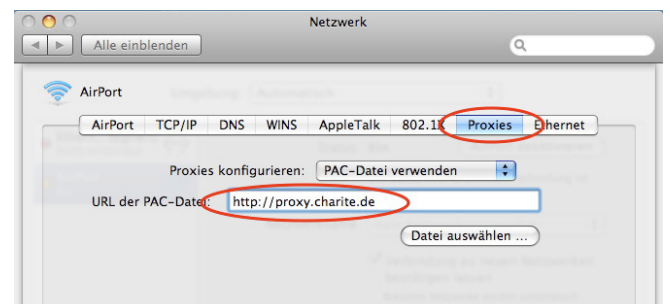 Netzwerk
Alle einblenden
AirPort
AirPort TCP/IP DNS WINS AppleTalk 802.1X Proxies Ethernet
Proxies konfigurieren: PAC-Datei verwenden
URL der PAC-Datei: http://proxy.charite.de
Datei auswählen ...